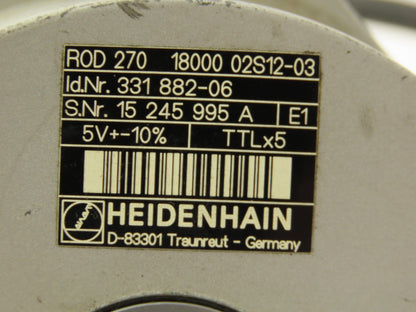 ROD 270 18000 02S12-03
Id.Nr. 331 882-06
S.Nr. 15 245 995 A E1
5V+-10% TTLx5
HEIDENHAIN
D-83301 Traunreut - Germany